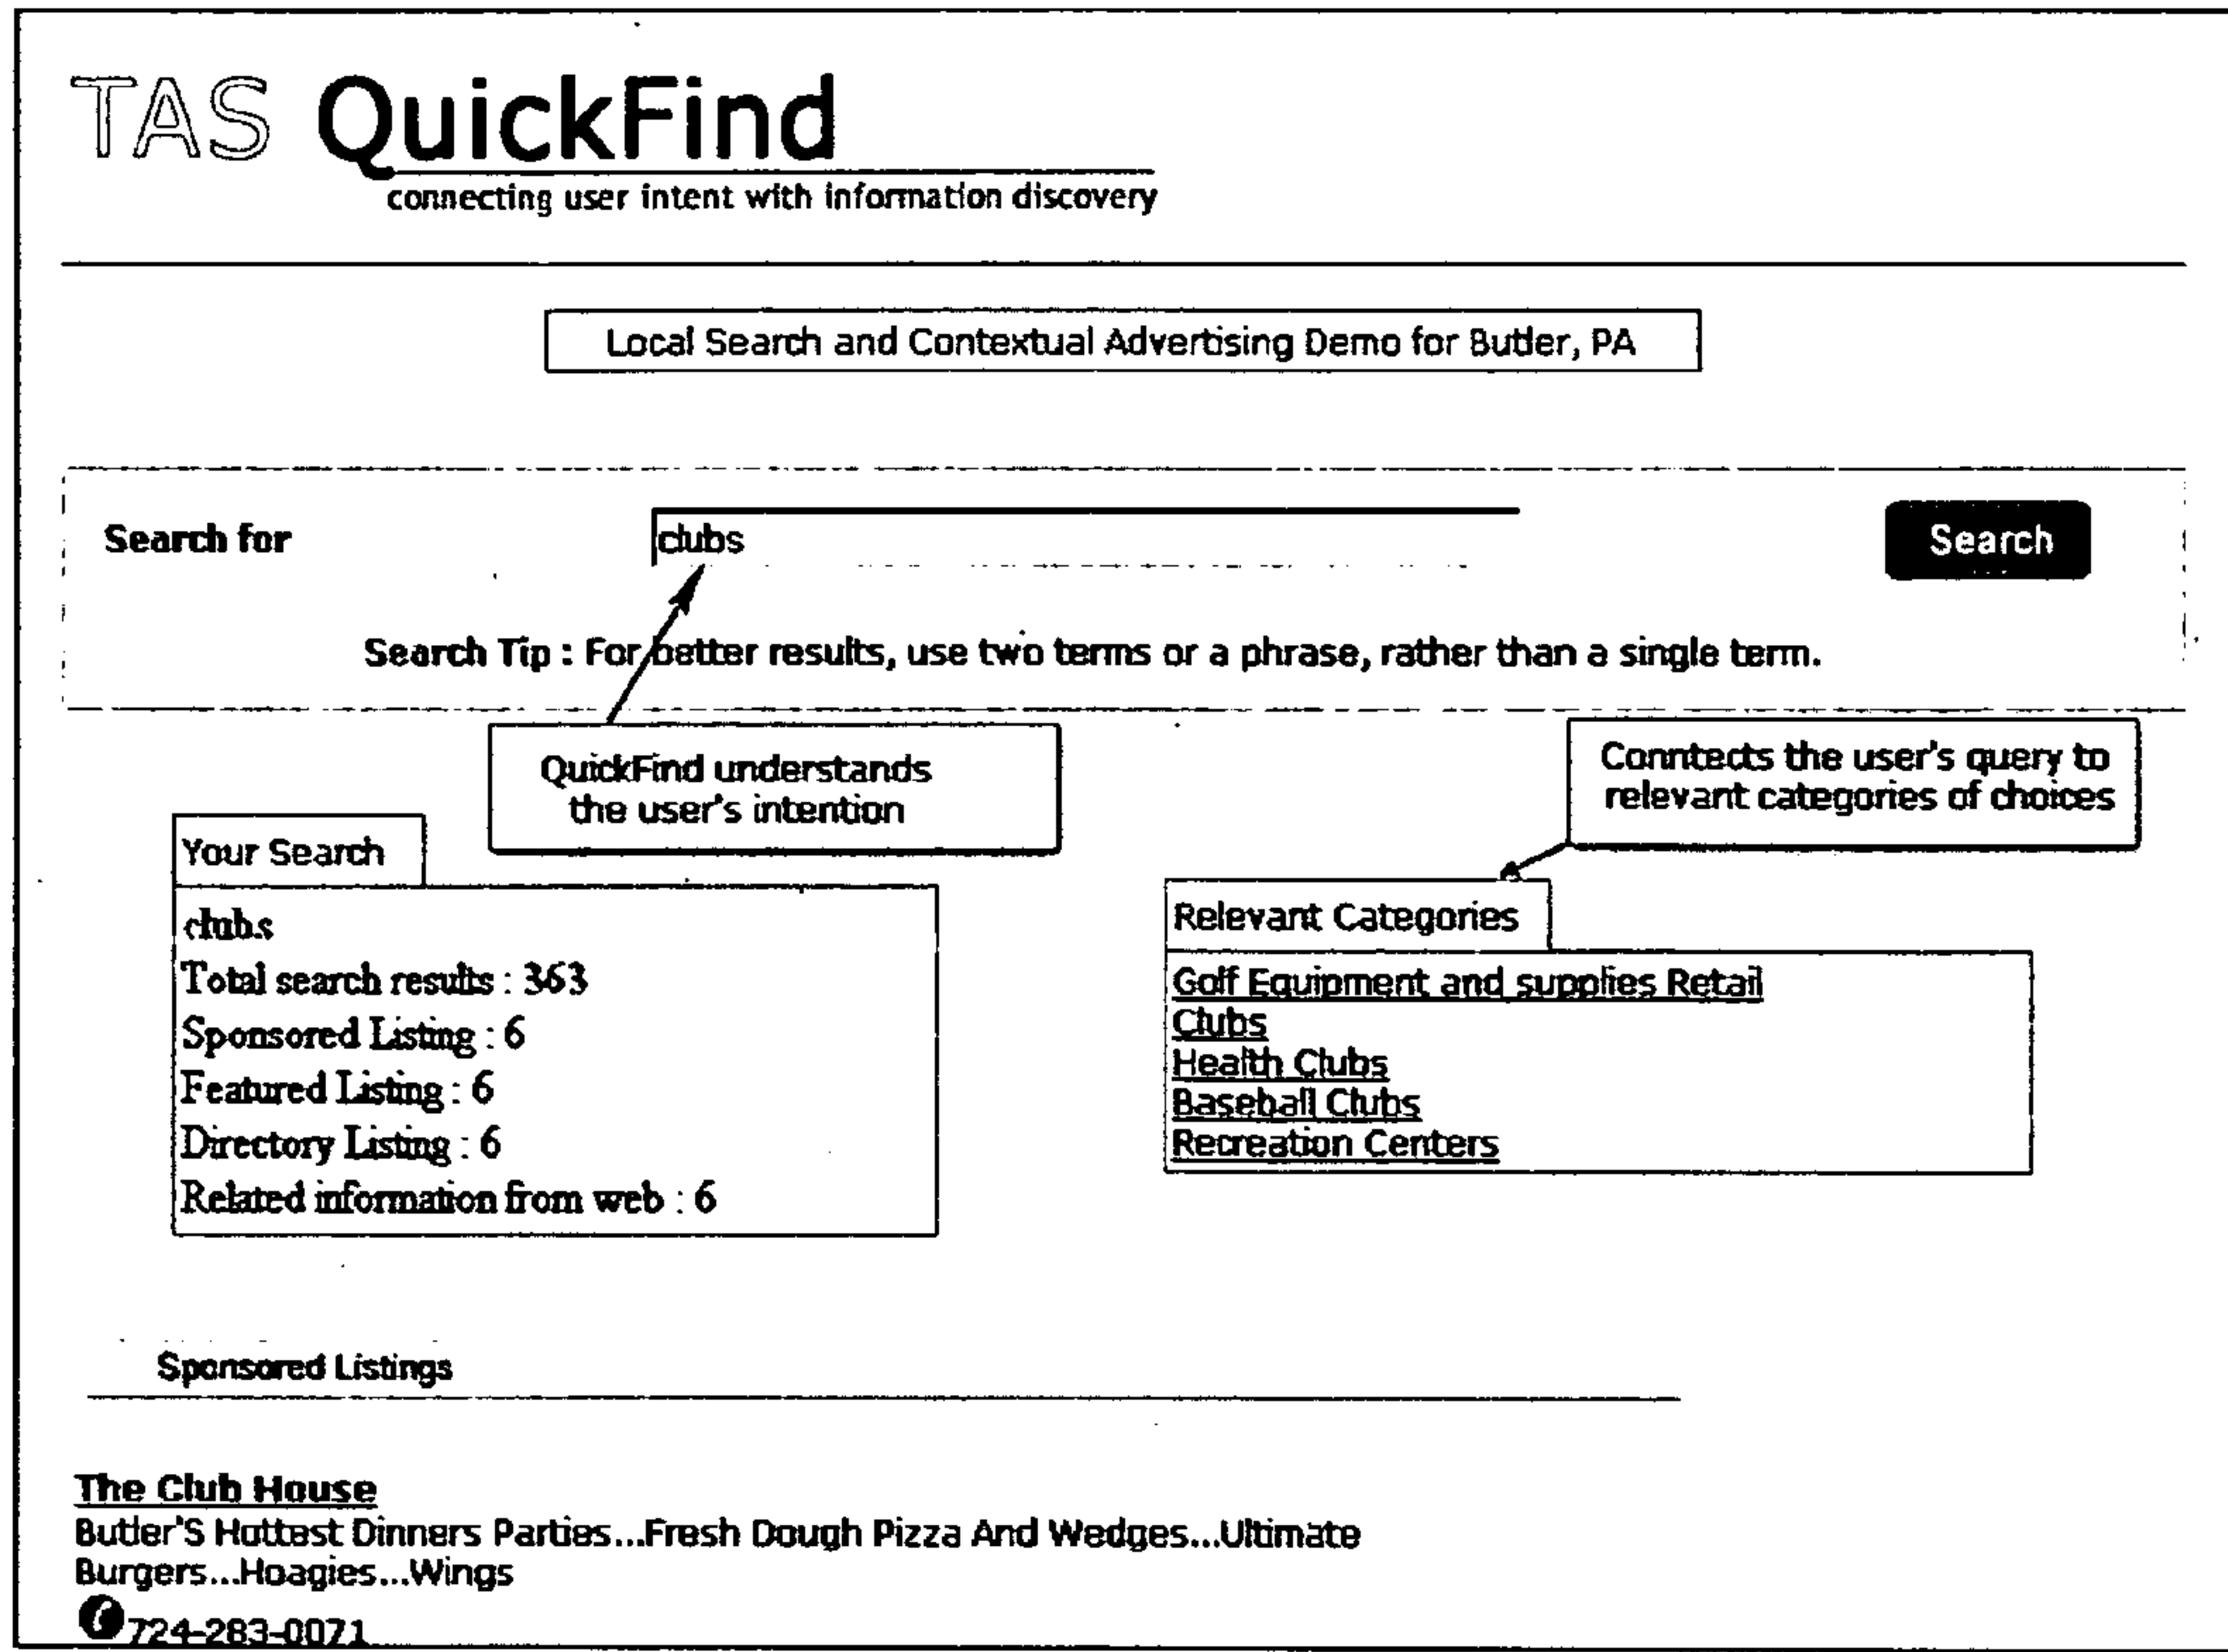 TAS QuickFind
connecting user intent with information discovery
Local Search and Contextual Advertising Demo for Butler, PA
Search for
clubs
Search
Search Tip : For better results, use two terms or a phrase, rather than a single term.
QuickFind understands
the user's intention
Conntects the user's query to
relevant categories of choices
Your Search
clubs
Total search results : 363
Sponsored Listing : 6
Featured Listing : 6
Directory Listing : 6
Related information from web : 6
Relevant Categories
Golf Equipment and supplies Retail
Clubs
Health Clubs
Baseball Clubs
Recreation Centers
Sponsored Listings
The Club House
Butler'S Hottest Dinners Parties...Fresh Dough Pizza And Wedges...Ultimate
Burgers...Hoagies...Wings
724-283-0071